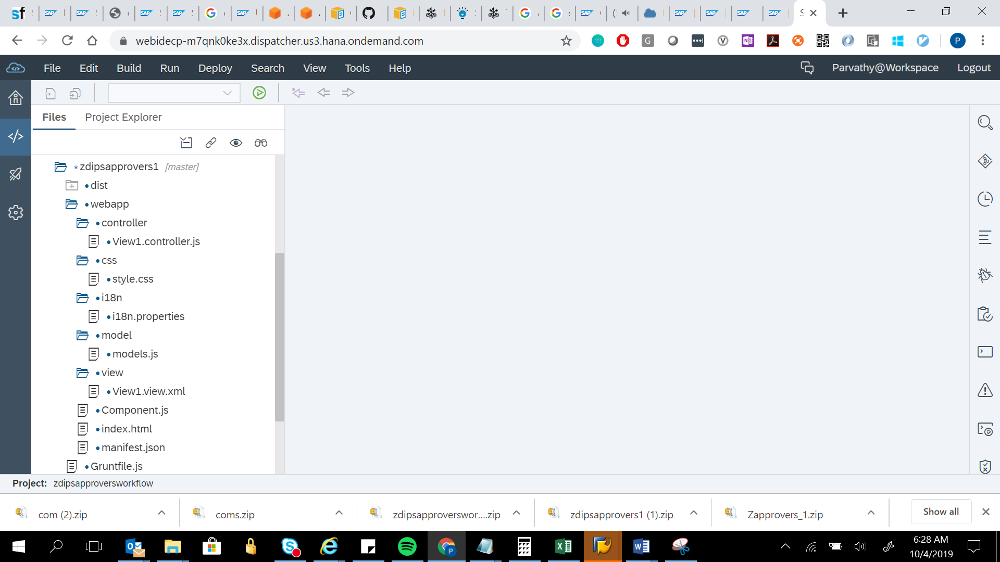 webidecp-m7qnk0ke3x.dispatcher.us3.hana.ondemand.com
File Edit Build Run Deploy Search View Tools Help Parvathy@Workspace Logout
Files Project Explorer
* zdipsapprovers1 [master]
dist
webapp
controller
View1.controller.js
css
style.css
i18n
i18n.properties
model
models.js
view
View1.view.xml
Component.js
index.html
manifest.json
Gruntfile.js
Project: zdipsapproversworkflow
com (2).zip coms.zip zdipsapproverswor....zip zdipsapprovers1 (1).zip Zapprovers_1.zip Show all
6:28 AM
10/4/2019